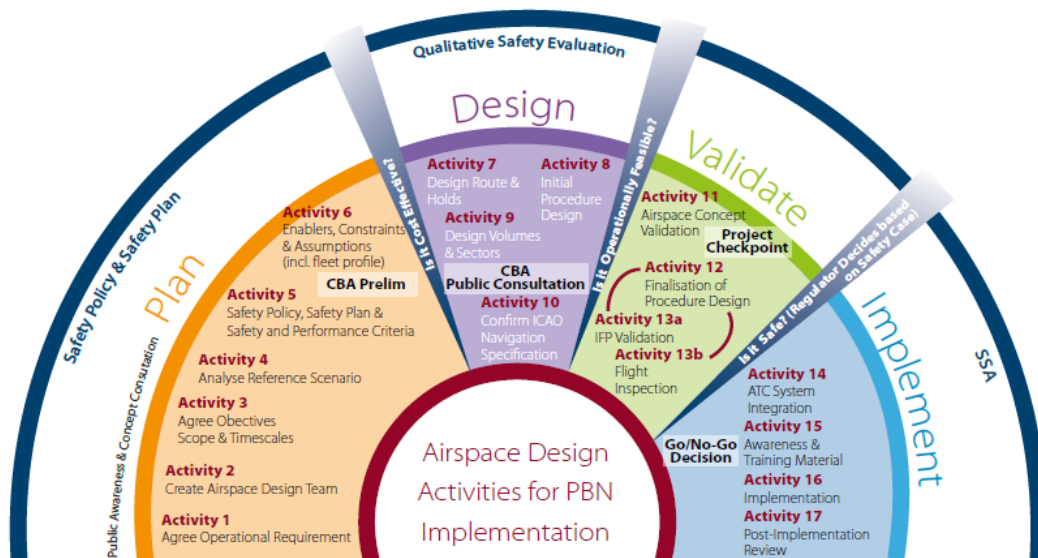 Safety Policy & Safety Plan
Public Awareness & Concept Consutation
Plan
Activity 1
Agree Operational Requirement
Activity 2
Create Airspace Design Team
Activity 3
Agree Obectives
Scope & Timescales
Activity 4
Analyse Reference Scenario
Activity 5
Safety Policy, Safety Plan &
Safety and Performance Criteria
Activity 6
Enablers, Constraints
& Assumptions
(incl. fleet profile)
CBA Prelim
Is it Cost Effective?
Qualitative Safety Evaluation
Design
Activity 7
Design Route &
Holds
Activity 8
Initial
Procedure
Design
Activity 9
Design Volumes
& Sectors
CBA
Public Consultation
Activity 10
Confirm ICAO
Navigation
Specification
Is it Operationally Feasible?
Validate
Activity 11
Airspace Concept
Validation
Project
Checkpoint
Activity 12
Finalisation of
Procedure Design
Activity 13a
IFP Validation
Activity 13b
Flight
Inspection
Is it Safe? (Regulator Decides based
on Safety Case)
Implement
SSA
Activity 14
ATC System
Integration
Go/No-Go
Decision
Activity 15
Awareness &
Training Material
Activity 16
Implementation
Activity 17
Post-Implementation
Review
Airspace Design
Activities for PBN
Implementation